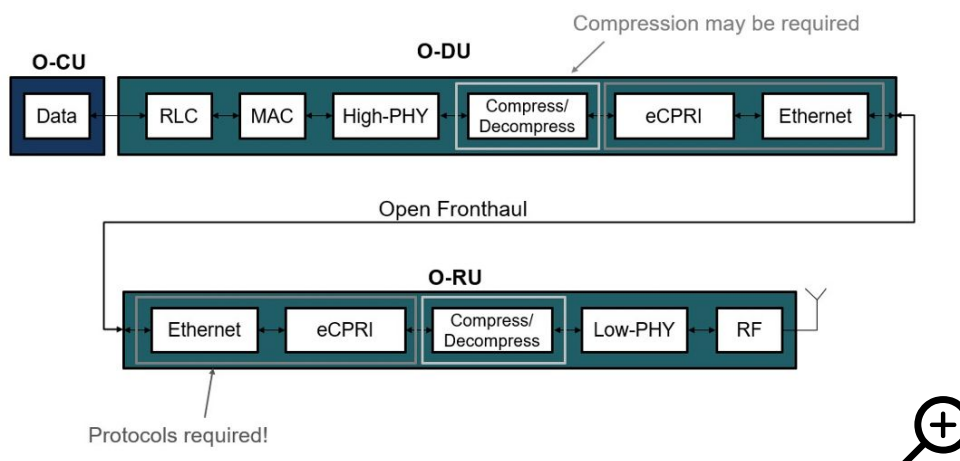 Compression may be required
O-DU
O-CU
Data
RLC
MAC
High-PHY
Compress/
Decompress
eCPRI
Ethernet
Open Fronthaul
O-RU
Ethernet
eCPRI
Compress/
Decompress
Low-PHY
RF
Protocols required!